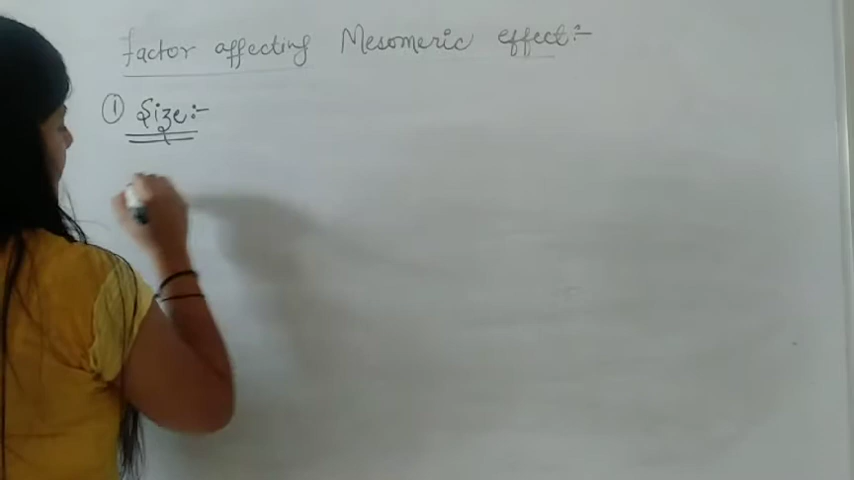 factor affecting Mesomeric effect :-
① Size :-